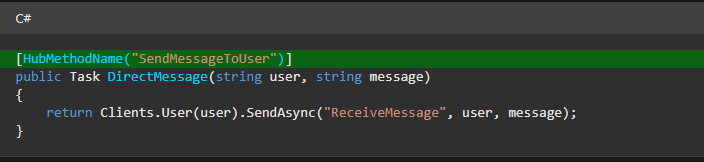 C#
[HubMethodName("SendMessageToUser")]
public Task DirectMessage(string user, string message)
{
    return Clients.User(user).SendAsync("ReceiveMessage", user, message);
}